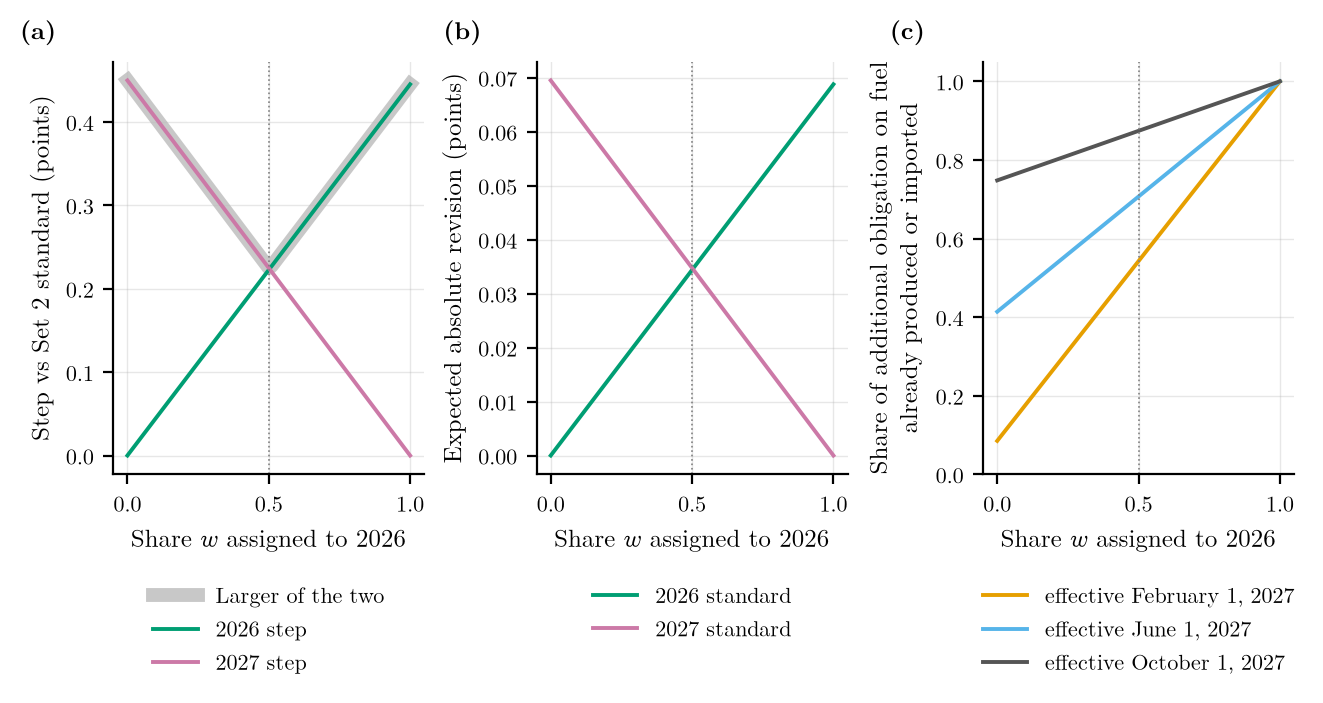 (a)
Step vs Set 2 standard (points)
0.4
0.3
0.2
0.1
0.0
0.0 0.5 1.0
Share w assigned to 2026
Larger of the two
2026 step
2027 step
(b)
Expected absolute revision (points)
0.07
0.06
0.05
0.04
0.03
0.02
0.01
0.00
0.0 0.5 1.0
Share w assigned to 2026
2026 standard
2027 standard
(c)
Share of additional obligation on fuel
already produced or imported
1.0
0.8
0.6
0.4
0.2
0.0
0.0 0.5 1.0
Share w assigned to 2026
effective February 1, 2027
effective June 1, 2027
effective October 1, 2027